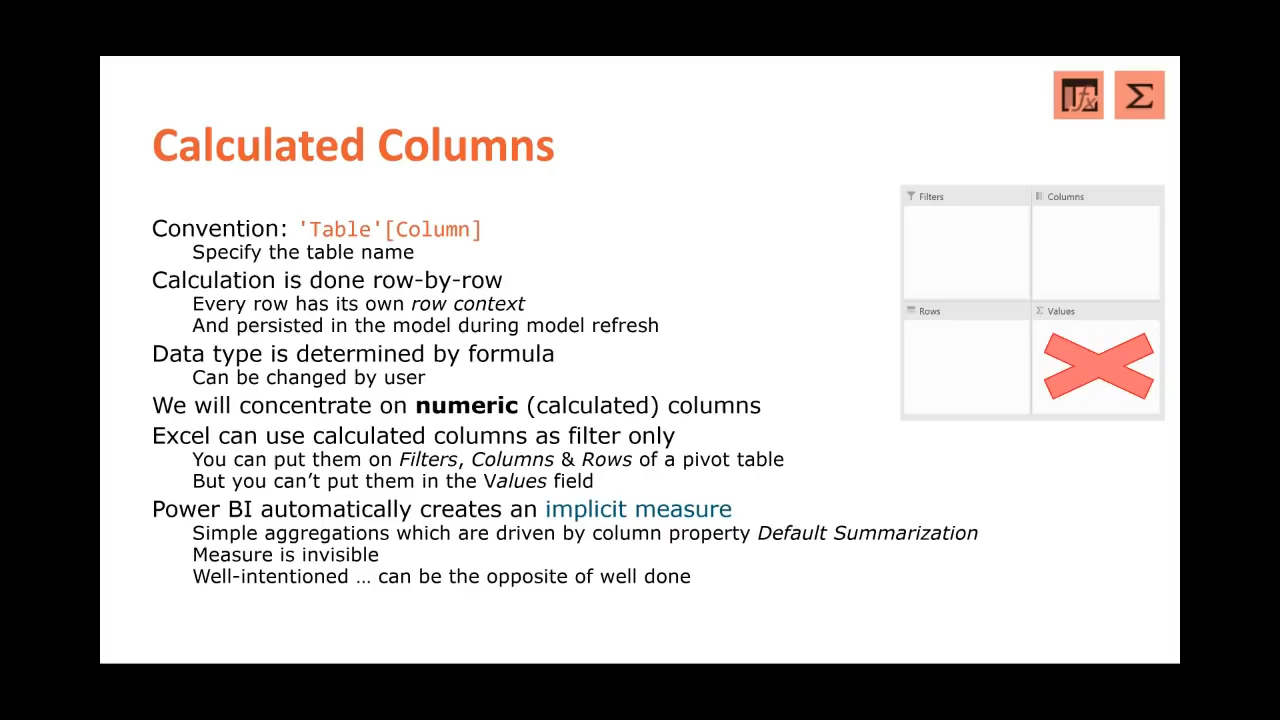 Calculated Columns
Convention: 'Table'[Column]
Specify the table name
Calculation is done row-by-row
Every row has its own row context
And persisted in the model during model refresh
Data type is determined by formula
Can be changed by user
We will concentrate on numeric (calculated) columns
Excel can use calculated columns as filter only
You can put them on Filters, Columns & Rows of a pivot table
But you can’t put them in the Values field
Power BI automatically creates an implicit measure
Simple aggregations which are driven by column property Default Summarization
Measure is invisible
Well-intentioned … can be the opposite of well done
fx Σ
Filters
Columns
Rows
Σ Values